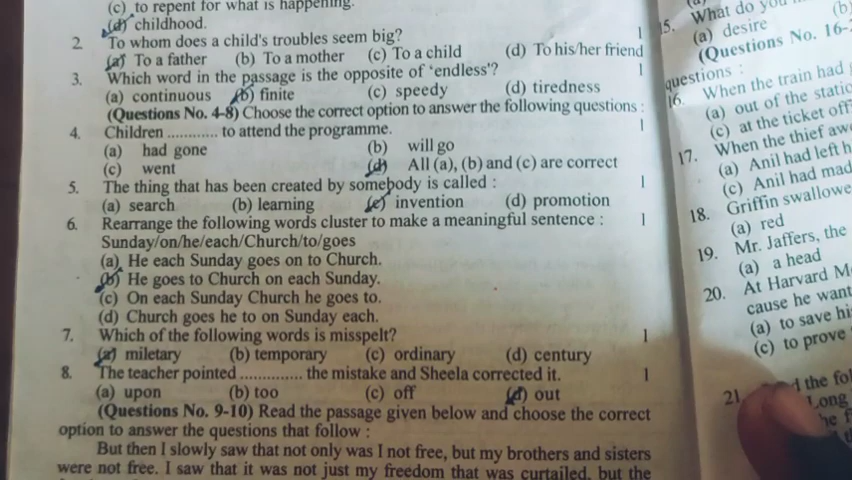 (c) to repent for what is happening.
(d) childhood.
2. To whom does a child's troubles seem big? 1
(a) To a father (b) To a mother (c) To a child (d) To his/her friend
3. Which word in the passage is the opposite of 'endless'? 1
(a) continuous (b) finite (c) speedy (d) tiredness
(Questions No. 4-8) Choose the correct option to answer the following questions :
4. Children ............ to attend the programme. 1
(a) had gone (b) will go
(c) went (d) All (a), (b) and (c) are correct
5. The thing that has been created by somebody is called : 1
(a) search (b) learning (c) invention (d) promotion
6. Rearrange the following words cluster to make a meaningful sentence : 1
Sunday/on/he/each/Church/to/goes
(a) He each Sunday goes on to Church.
(b) He goes to Church on each Sunday.
(c) On each Sunday Church he goes to.
(d) Church goes he to on Sunday each.
7. Which of the following words is misspelt? 1
(a) miletary (b) temporary (c) ordinary (d) century
8. The teacher pointed .............. the mistake and Sheela corrected it. 1
(a) upon (b) too (c) off (d) out
(Questions No. 9-10) Read the passage given below and choose the correct
option to answer the questions that follow :
But then I slowly saw that not only was I not free, but my brothers and sisters
were not free. I saw that it was not just my freedom that was curtailed, but the
15. What do you
(b)
(a) desire
(Questions No. 16-
questions :
16. When the train had
(a) out of the
(c) at the ticket
17. When the thief
(a) Anil had left
(c) Anil had
18. Griffin
(a) red
19. Mr. Jaffers, the
(a) a head
20. At Harvard
cause he
(a) to save
(c) to prove
21. the